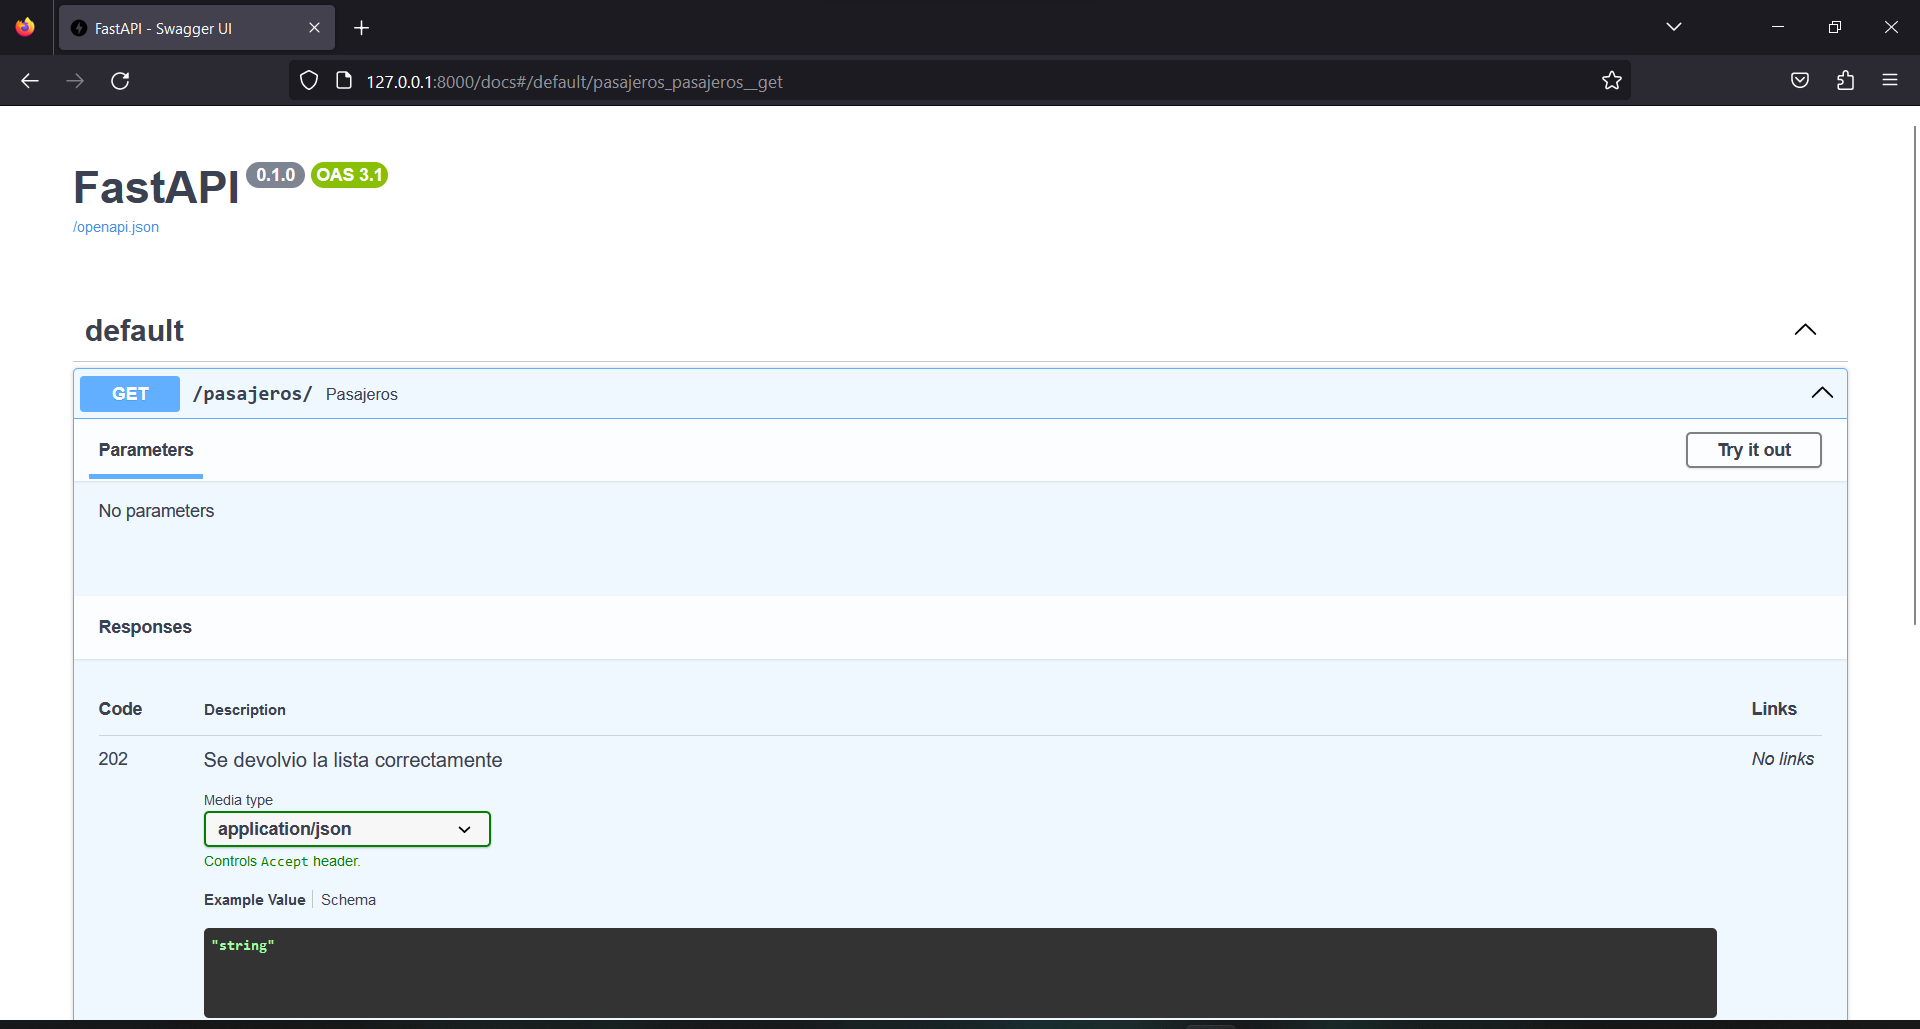 FastAPI - Swagger UI
127.0.0.1:8000/docs#/default/pasajeros_pasajeros__get
FastAPI 0.1.0 OAS 3.1
/openapi.json
default
GET /pasajeros/ Pasajeros
Parameters
Try it out
No parameters
Responses
Code Description Links
202 Se devolvio la lista correctamente No links
Media type
application/json
Controls Accept header.
Example Value Schema
"string"